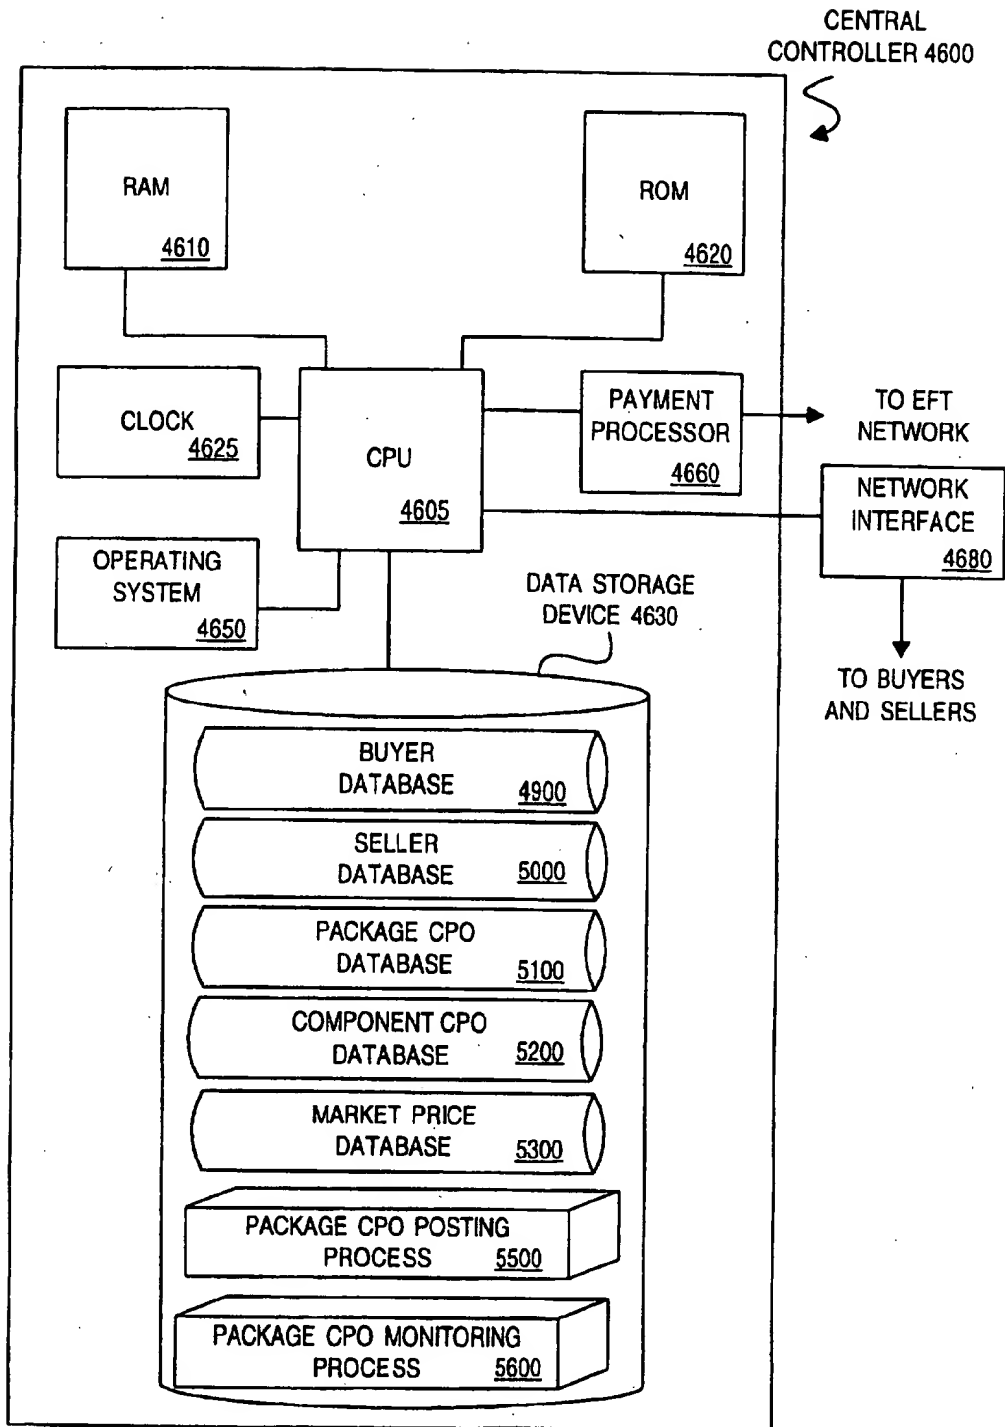 CENTRAL
CONTROLLER 4600
RAM
4610
ROM
4620
CLOCK
4625
CPU
4605
PAYMENT
PROCESSOR
4660
TO EFT
NETWORK
NETWORK
INTERFACE
4680
OPERATING
SYSTEM
4650
DATA STORAGE
DEVICE 4630
TO BUYERS
AND SELLERS
BUYER
DATABASE
4900
SELLER
DATABASE
5000
PACKAGE CPO
DATABASE
5100
COMPONENT CPO
DATABASE
5200
MARKET PRICE
DATABASE
5300
PACKAGE CPO POSTING
PROCESS
5500
PACKAGE CPO MONITORING
PROCESS
5600